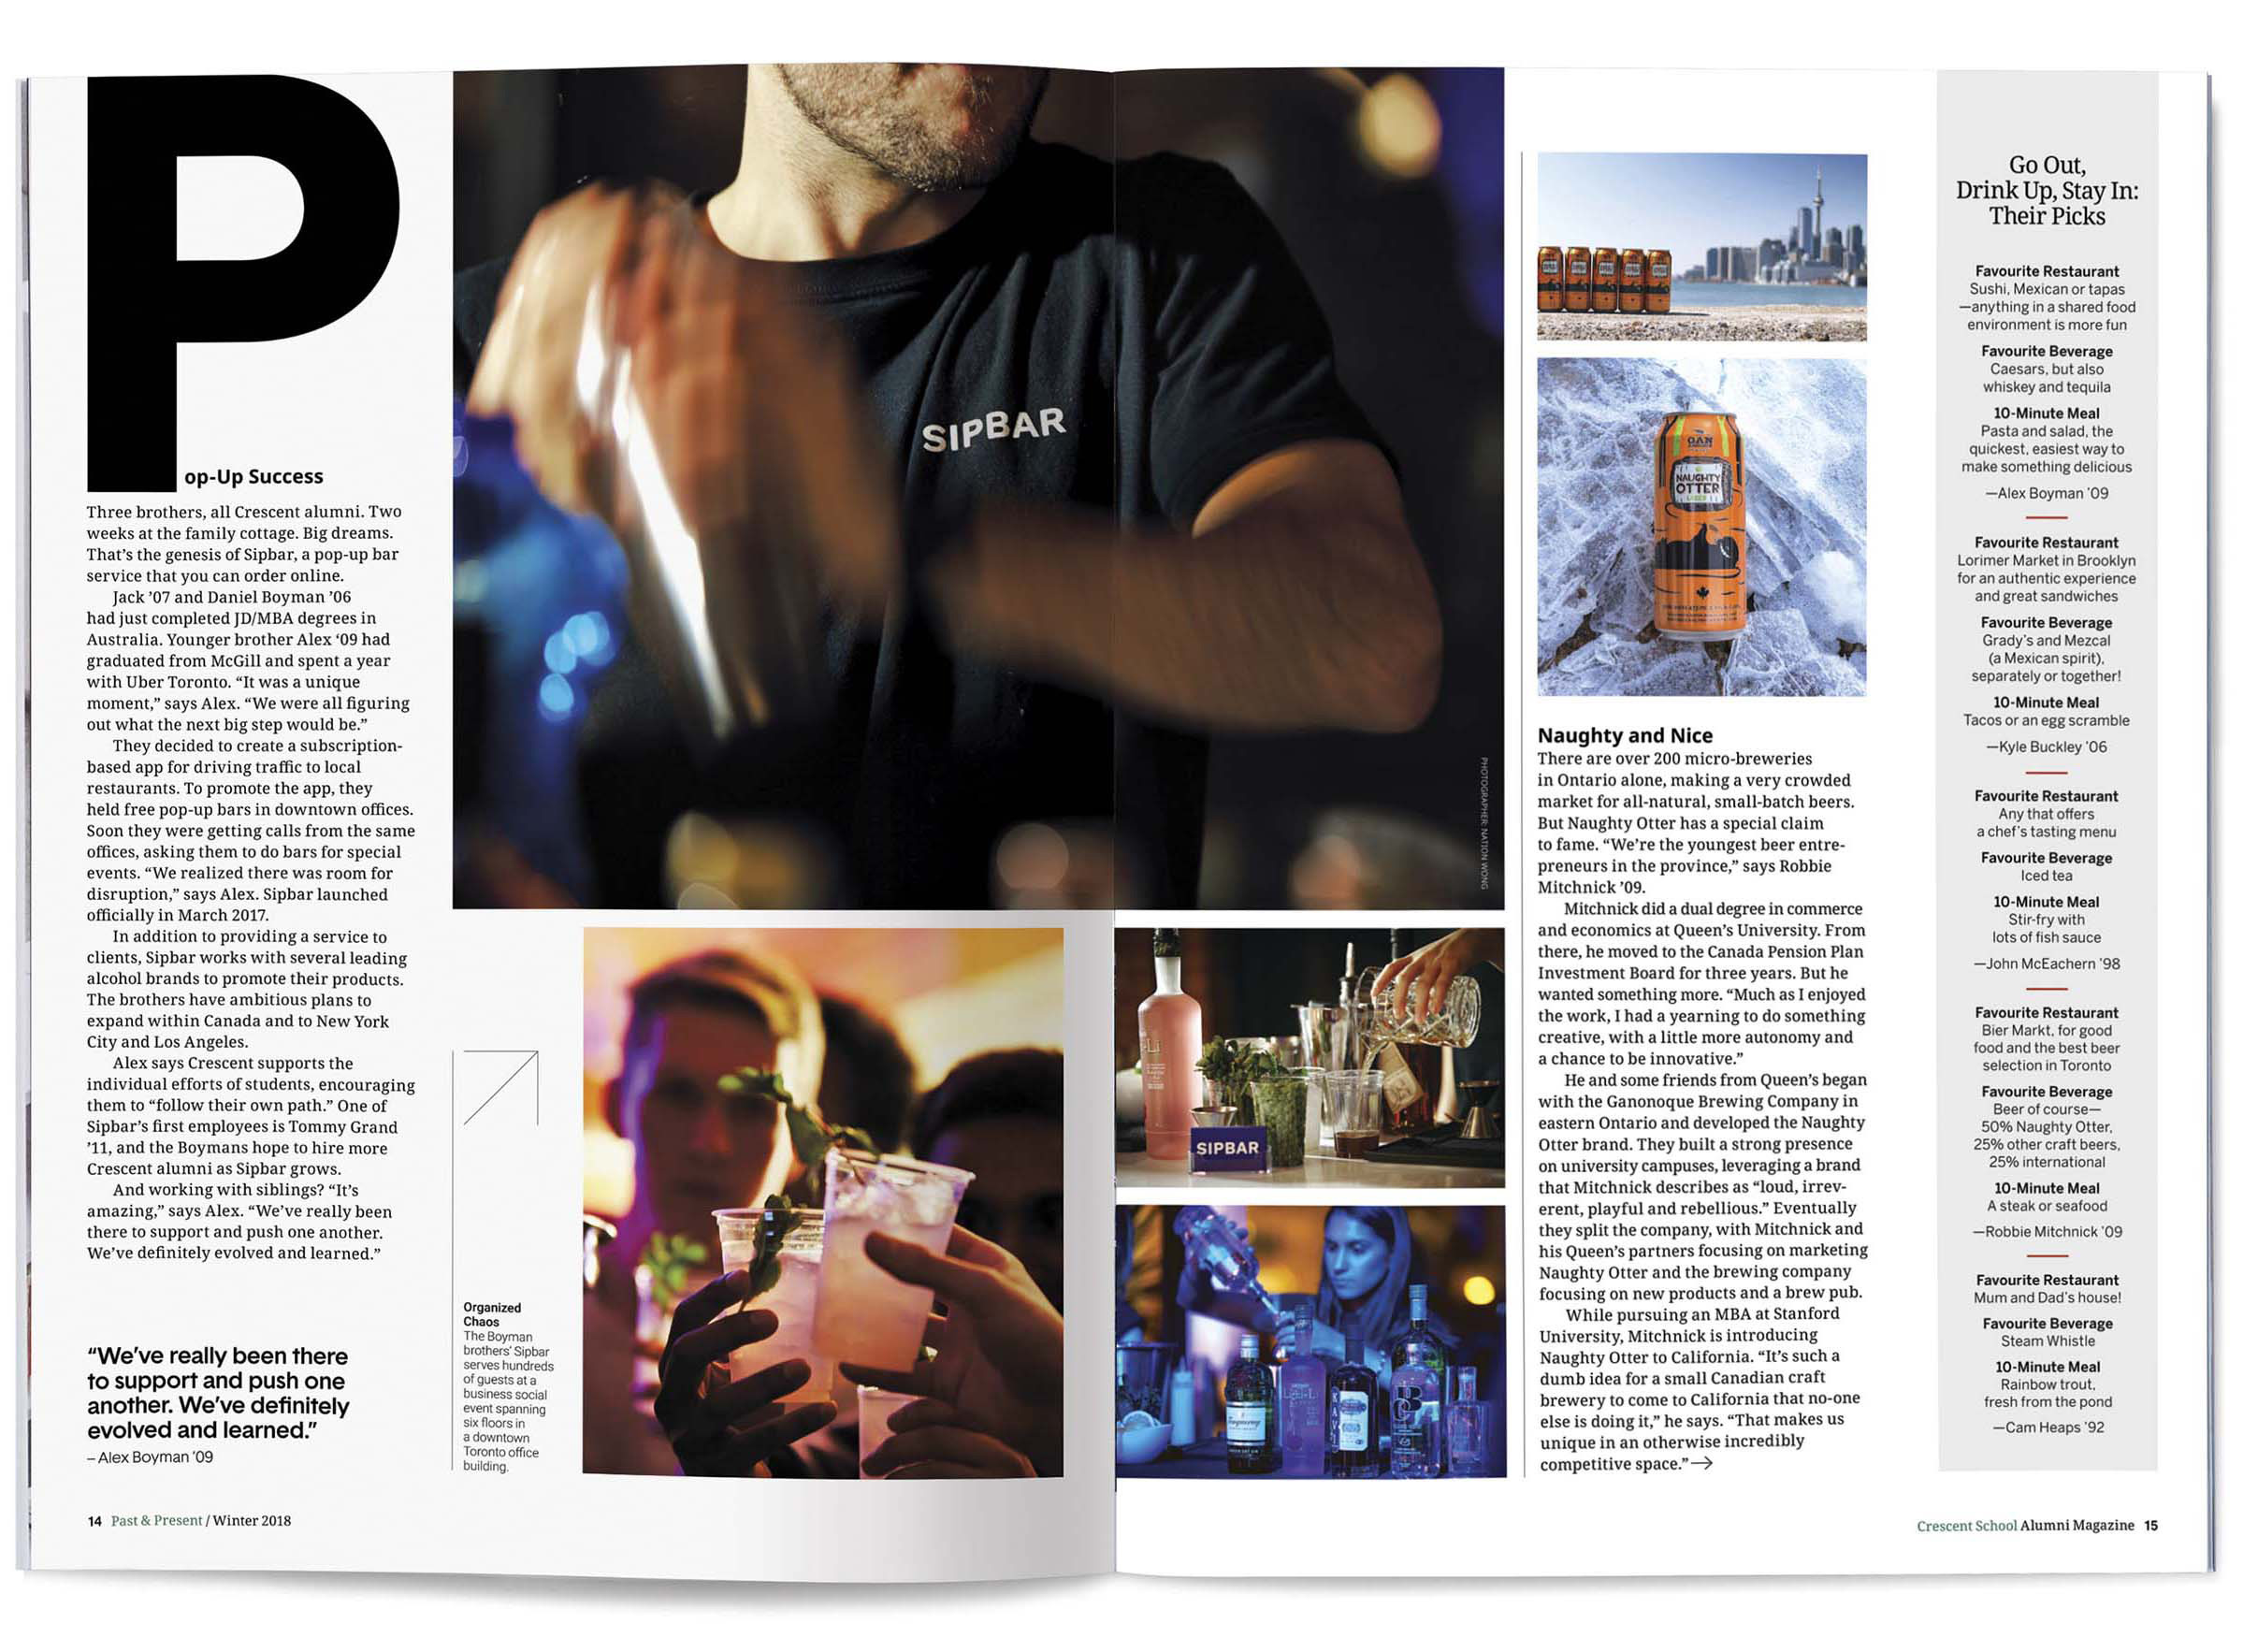 P
op-Up Success
Three brothers, all Crescent alumni. Two
weeks at the family cottage. Big dreams.
That’s the genesis of Sipbar, a pop-up bar
service that you can order online.
Jack ’07 and Daniel Boyman ’06
had just completed JD/MBA degrees in
Australia. Younger brother Alex ‘09 had
graduated from McGill and spent a year
with Uber Toronto. “It was a unique
moment,” says Alex. “We were all figuring
out what the next big step would be.”
They decided to create a subscription-
based app for driving traffic to local
restaurants. To promote the app, they
held free pop-up bars in downtown offices.
Soon they were getting calls from the same
offices, asking them to do bars for special
events. “We realized there was room for
disruption,” says Alex. Sipbar launched
officially in March 2017.
In addition to providing a service to
clients, Sipbar works with several leading
alcohol brands to promote their products.
The brothers have ambitious plans to
expand within Canada and to New York
City and Los Angeles.
Alex says Crescent supports the
individual efforts of students, encouraging
them to “follow their own path.” One of
Sipbar’s first employees is Tommy Grand
’11, and the Boymans hope to hire more
Crescent alumni as Sipbar grows.
And working with siblings? “It’s
amazing,” says Alex. “We’ve really been
there to support and push one another.
We’ve definitely evolved and learned.”
“We’ve really been there
to support and push one
another. We’ve definitely
evolved and learned.”
– Alex Boyman ’09
14 Past & Present / Winter 2018
SIPBAR
PHOTOGRAPHER: NATION WONG
Organized
Chaos
The Boyman
brothers’ Sipbar
serves hundreds
of guests at a
business social
event spanning
six floors in
a downtown
Toronto office
building.
SIPBAR
Tanqueray
NAUGHTY
OTTER
LAGER
Naughty and Nice
There are over 200 micro-breweries
in Ontario alone, making a very crowded
market for all-natural, small-batch beers.
But Naughty Otter has a special claim
to fame. “We’re the youngest beer entre-
preneurs in the province,” says Robbie
Mitchnick ’09.
Mitchnick did a dual degree in commerce
and economics at Queen’s University. From
there, he moved to the Canada Pension Plan
Investment Board for three years. But he
wanted something more. “Much as I enjoyed
the work, I had a yearning to do something
creative, with a little more autonomy and
a chance to be innovative.”
He and some friends from Queen’s began
with the Ganonoque Brewing Company in
eastern Ontario and developed the Naughty
Otter brand. They built a strong presence
on university campuses, leveraging a brand
that Mitchnick describes as “loud, irrev-
erent, playful and rebellious.” Eventually
they split the company, with Mitchnick and
his Queen’s partners focusing on marketing
Naughty Otter and the brewing company
focusing on new products and a brew pub.
While pursuing an MBA at Stanford
University, Mitchnick is introducing
Naughty Otter to California. “It’s such a
dumb idea for a small Canadian craft
brewery to come to California that no-one
else is doing it,” he says. “That makes us
unique in an otherwise incredibly
competitive space.”→
Go Out,
Drink Up, Stay In:
Their Picks
Favourite Restaurant
Sushi, Mexican or tapas
—anything in a shared food
environment is more fun
Favourite Beverage
Caesars, but also
whiskey and tequila
10-Minute Meal
Pasta and salad, the
quickest, easiest way to
make something delicious
—Alex Boyman ’09
Favourite Restaurant
Lorimer Market in Brooklyn
for an authentic experience
and great sandwiches
Favourite Beverage
Grady’s and Mezcal
(a Mexican spirit),
separately or together!
10-Minute Meal
Tacos or an egg scramble
—Kyle Buckley ’06
Favourite Restaurant
Any that offers
a chef’s tasting menu
Favourite Beverage
Iced tea
10-Minute Meal
Stir-fry with
lots of fish sauce
—John McEachern ’98
Favourite Restaurant
Bier Markt, for good
food and the best beer
selection in Toronto
Favourite Beverage
Beer of course—
50% Naughty Otter,
25% other craft beers,
25% international
10-Minute Meal
A steak or seafood
—Robbie Mitchnick ’09
Favourite Restaurant
Mum and Dad’s house!
Favourite Beverage
Steam Whistle
10-Minute Meal
Rainbow trout,
fresh from the pond
—Cam Heaps ’92
Crescent School Alumni Magazine 15